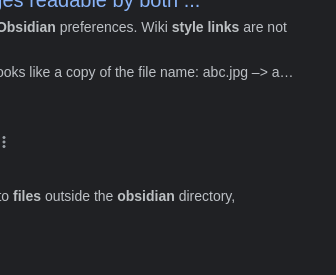 ges readable by both ...
Obsidian preferences. Wiki style links are not
ooks like a copy of the file name: abc.jpg –> a…
to files outside the obsidian directory,